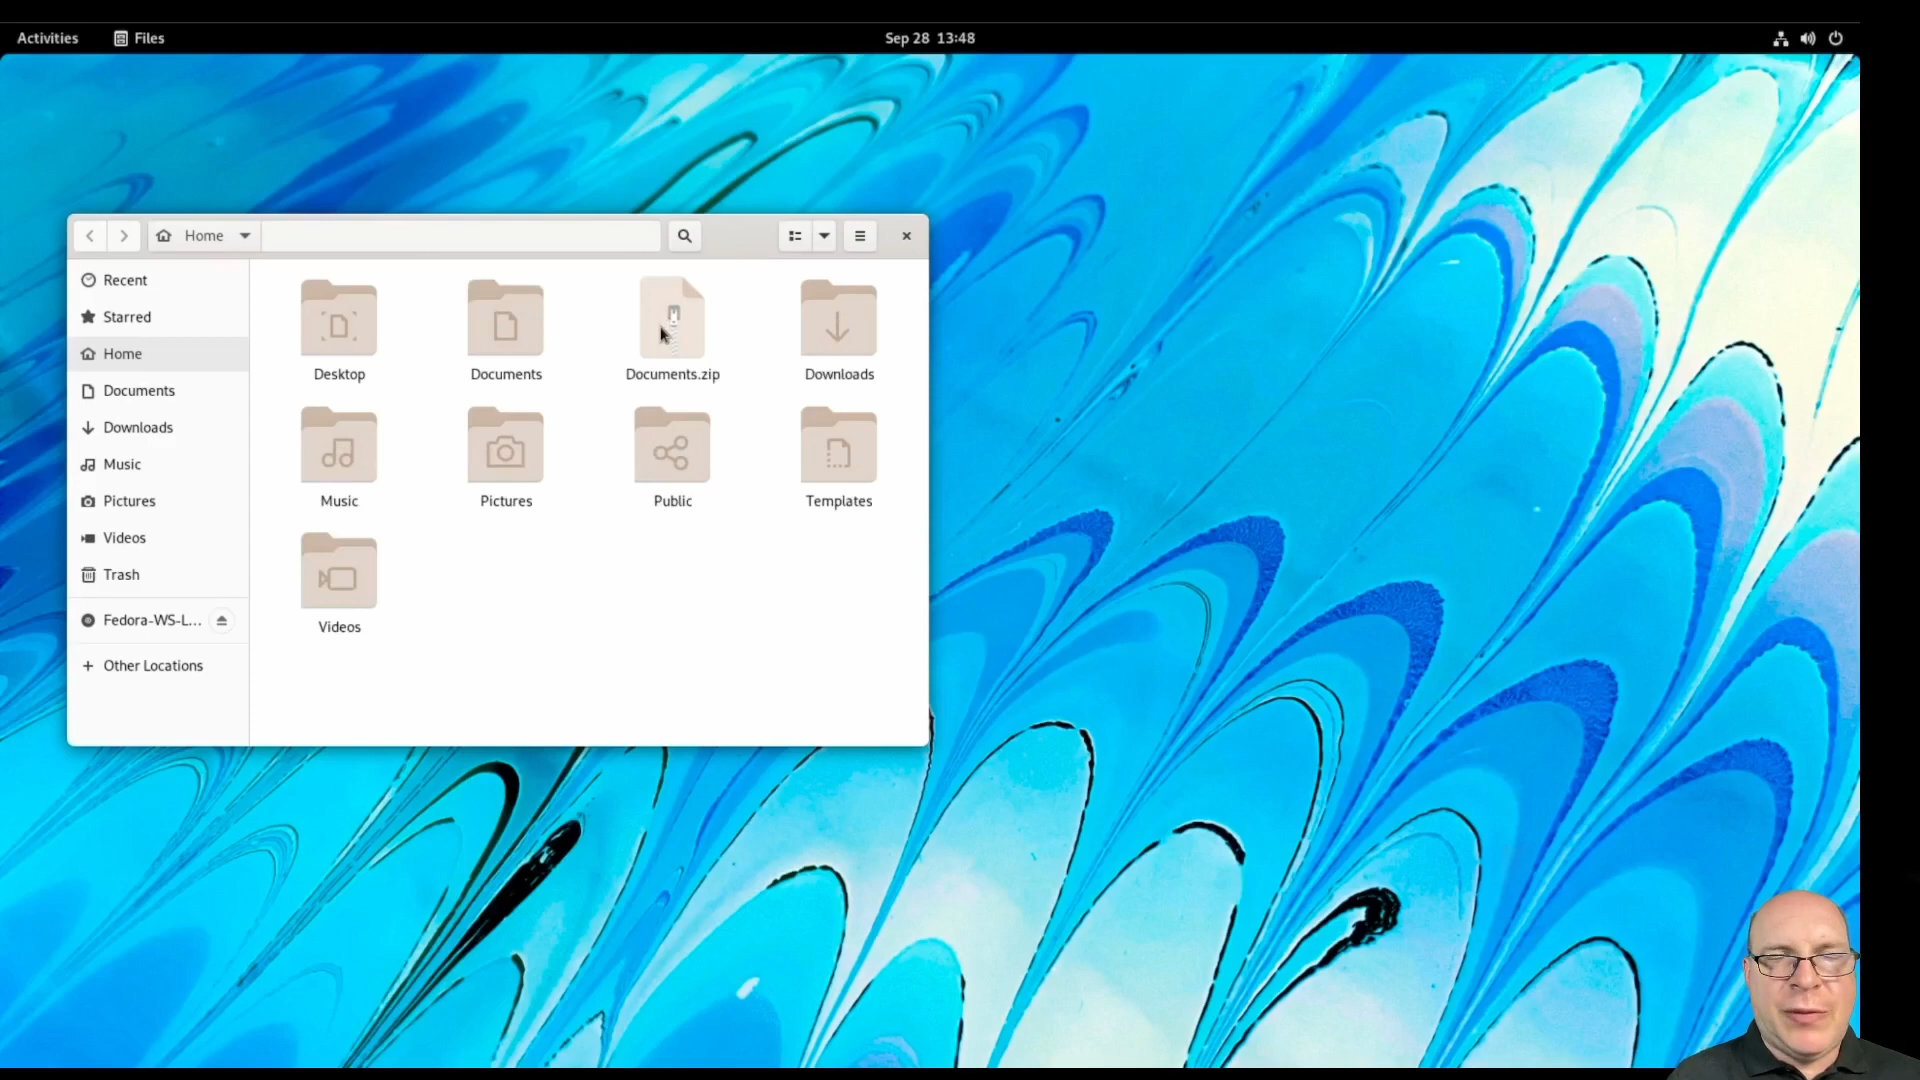 Activities Files Sep 28 13:48
Home
Recent
Starred
Home
Documents
Downloads
Music
Pictures
Videos
Trash
Fedora-WS-L...
Other Locations
Desktop Documents Documents.zip Downloads
Music Pictures Public Templates
Videos